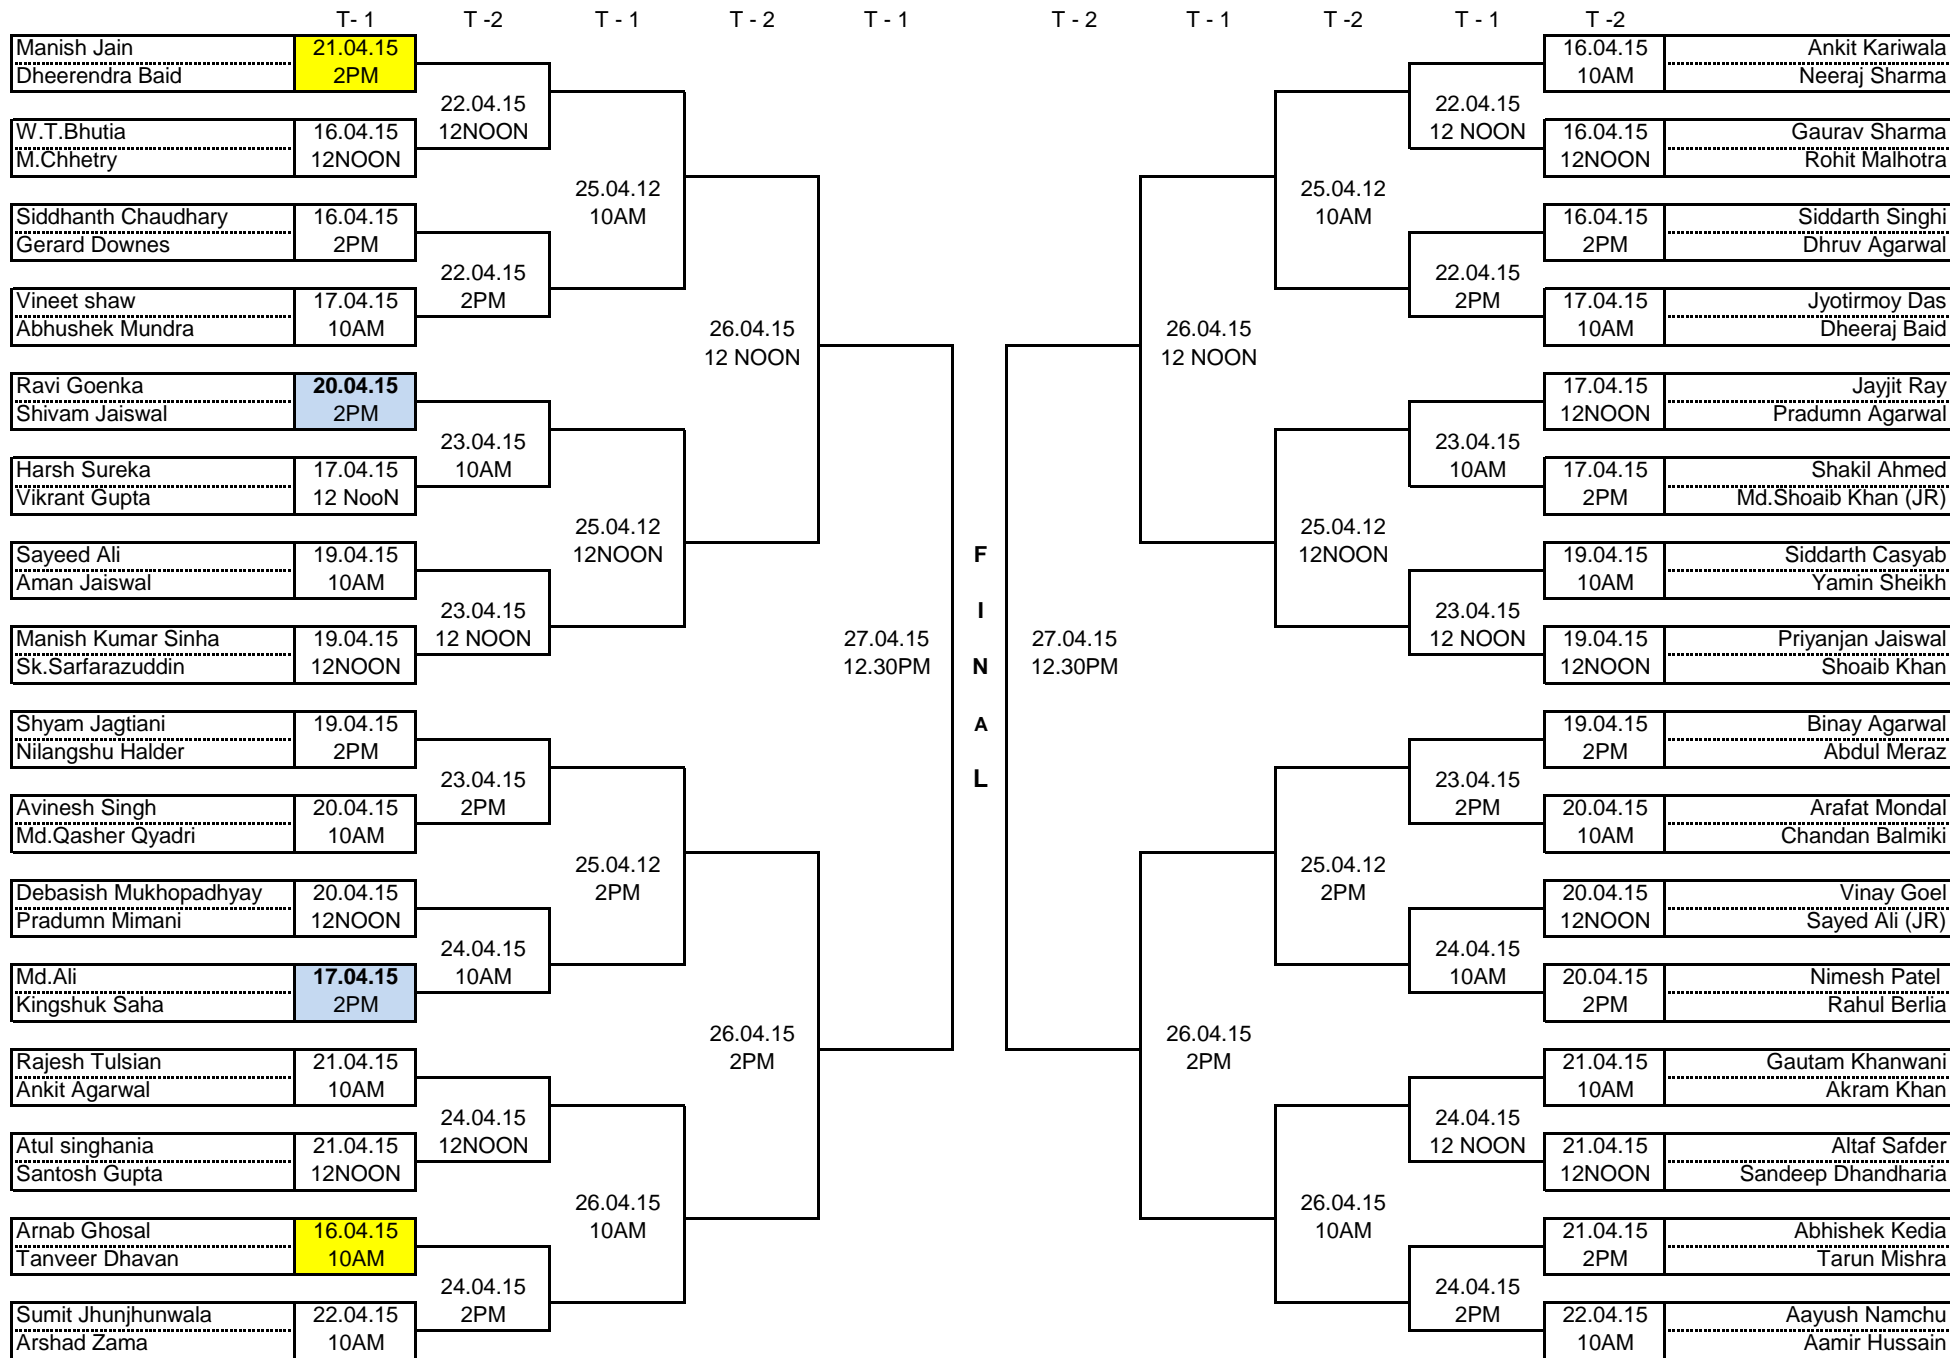 T - 1 T -2 T - 1 T - 2 T - 1 T - 2 T - 1 T -2 T - 1 T -2
Manish Jain 21.04.15 16.04.15 Ankit Kariwala
Dheerendra Baid 2PM 10AM Neeraj Sharma
22.04.15 22.04.15
W.T.Bhutia 16.04.15 12NOON 12 NOON 16.04.15 Gaurav Sharma
M.Chhetry 12NOON 12NOON Rohit Malhotra
25.04.12 25.04.12
Siddhanth Chaudhary 16.04.15 10AM 10AM 16.04.15 Siddarth Singhi
Gerard Downes 2PM 2PM Dhruv Agarwal
22.04.15 22.04.15
Vineet shaw 17.04.15 2PM 2PM 17.04.15 Jyotirmoy Das
Abhushek Mundra 10AM 26.04.15 26.04.15 10AM Dheeraj Baid
12 NOON 12 NOON
Ravi Goenka 20.04.15 17.04.15 Jayjit Ray
Shivam Jaiswal 2PM 12NOON Pradumn Agarwal
23.04.15 23.04.15
Harsh Sureka 17.04.15 10AM 10AM 17.04.15 Shakil Ahmed
Vikrant Gupta 12 NooN 2PM Md.Shoaib Khan (JR)
25.04.12 25.04.12
Sayeed Ali 19.04.15 12NOON F 12NOON 19.04.15 Siddarth Casyab
Aman Jaiswal 10AM 10AM Yamin Sheikh
23.04.15 I 23.04.15
Manish Kumar Sinha 19.04.15 12 NOON 27.04.15 27.04.15 12 NOON 19.04.15 Priyanjan Jaiswal
Sk.Sarfarazuddin 12NOON 12.30PM N 12.30PM 12NOON Shoaib Khan
Shyam Jagtiani 19.04.15 A 19.04.15 Binay Agarwal
Nilangshu Halder 2PM 2PM Abdul Meraz
23.04.15 L 23.04.15
Avinesh Singh 20.04.15 2PM 2PM 20.04.15 Arafat Mondal
Md.Qasher Qyadri 10AM 10AM Chandan Balmiki
25.04.12 25.04.12
Debasish Mukhopadhyay 20.04.15 2PM 2PM 20.04.15 Vinay Goel
Pradumn Mimani 12NOON 12NOON Sayed Ali (JR)
24.04.15 24.04.15
Md.Ali 17.04.15 10AM 10AM 20.04.15 Nimesh Patel
Kingshuk Saha 2PM 2PM Rahul Berlia
26.04.15 26.04.15
Rajesh Tulsian 21.04.15 2PM 2PM 21.04.15 Gautam Khanwani
Ankit Agarwal 10AM 10AM Akram Khan
24.04.15 24.04.15
Atul singhania 21.04.15 12NOON 12 NOON 21.04.15 Altaf Safder
Santosh Gupta 12NOON 12NOON Sandeep Dhandharia
26.04.15 26.04.15
Arnab Ghosal 16.04.15 10AM 10AM 21.04.15 Abhishek Kedia
Tanveer Dhavan 10AM 2PM Tarun Mishra
24.04.15 24.04.15
Sumit Jhunjhunwala 22.04.15 2PM 2PM 22.04.15 Aayush Namchu
Arshad Zama 10AM 10AM Aamir Hussain